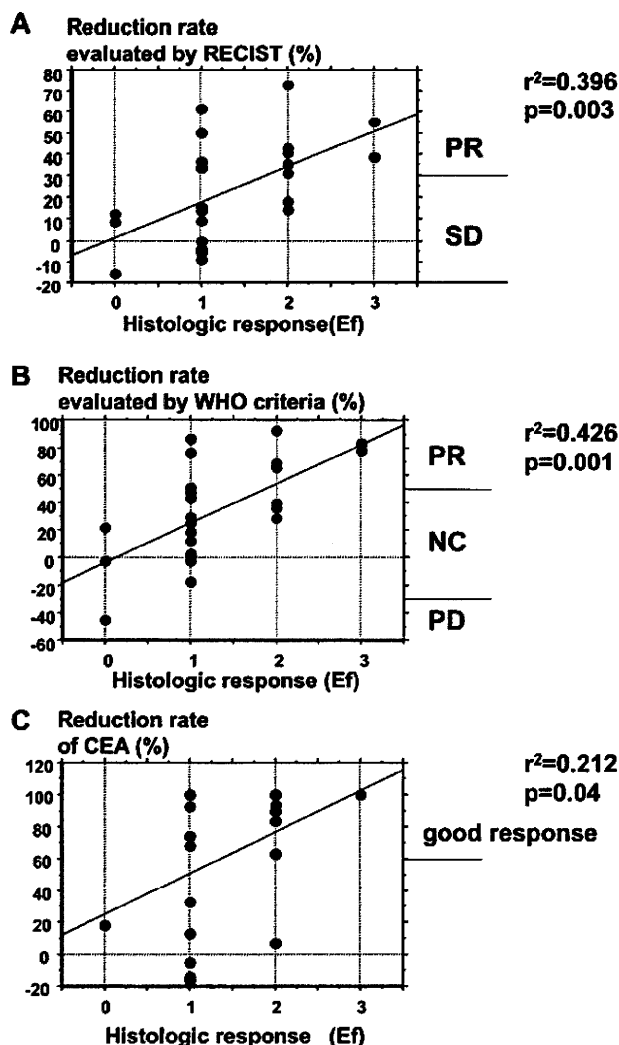 A Reduction rate
evaluated by RECIST (%)
80
70
60
50
40
30
20
10
0
-10
-20
0 1 2 3
Histologic response(Ef)
r²=0.396
p=0.003
PR
SD
B Reduction rate
evaluated by WHO criteria (%)
100
80
60
40
20
0
-20
-40
-60
0 1 2 3
Histologic response (Ef)
r²=0.426
p=0.001
PR
NC
PD
C Reduction rate
of CEA (%)
120
100
80
60
40
20
0
-20
0 1 2 3
Histologic response (Ef)
r²=0.212
p=0.04
good response